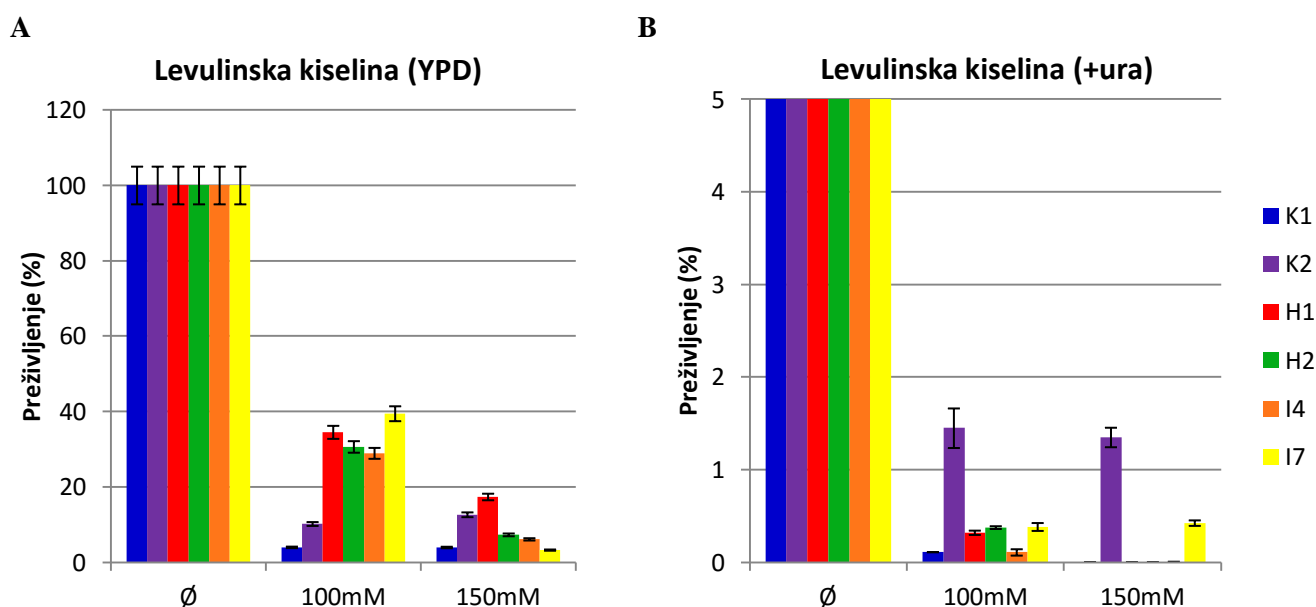 A
Levulinska kiselina (YPD)
Preživljenje (%)
120
100
80
60
40
20
0
Ø
100mM
150mM
B
Levulinska kiselina (+ura)
Preživljenje (%)
5
4
3
2
1
0
Ø
100mM
150mM
K1
K2
H1
H2
I4
I7